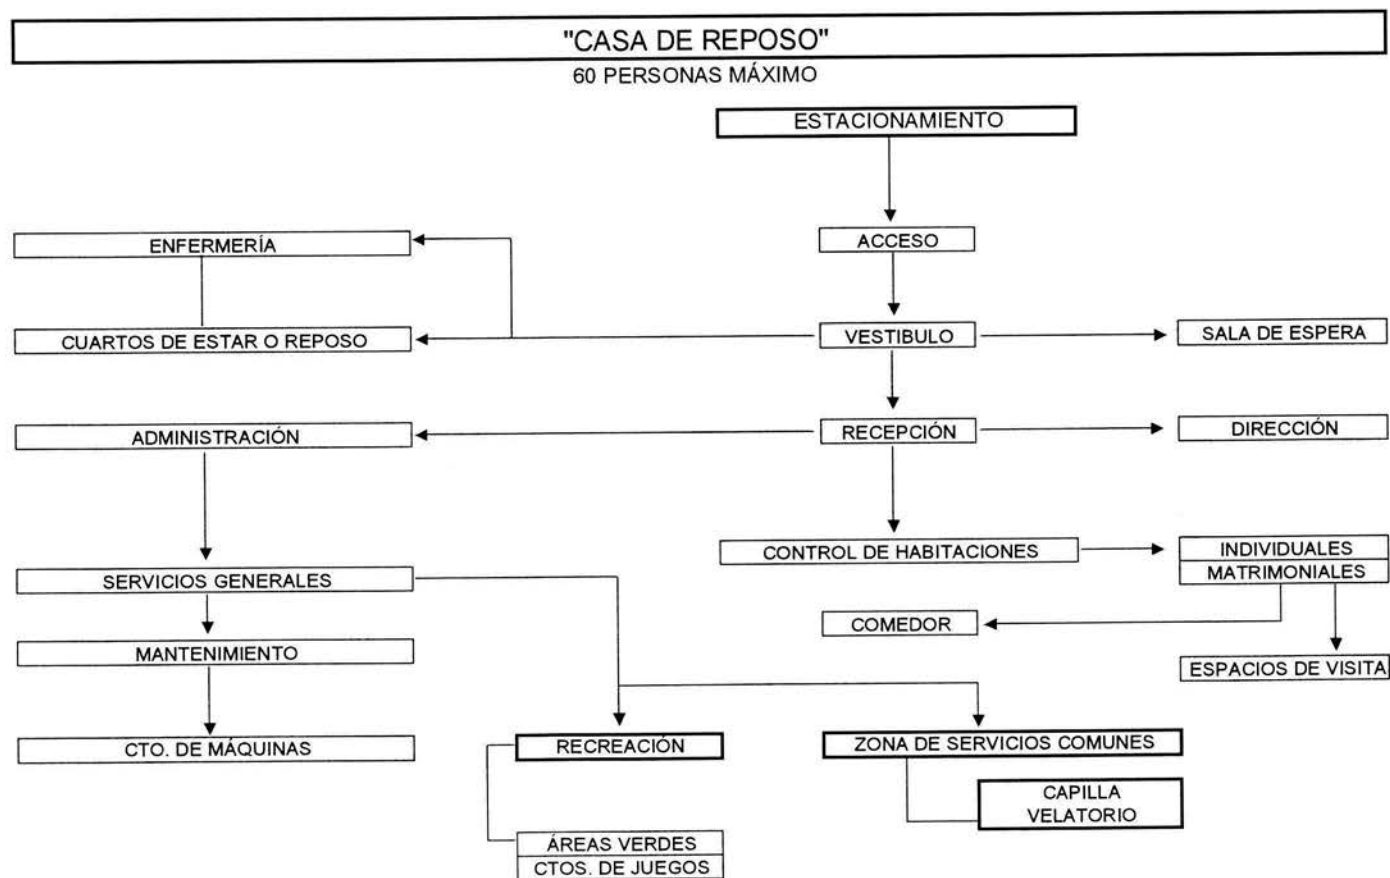 "CASA DE REPOSO"
60 PERSONAS MÁXIMO
ESTACIONAMIENTO
ENFERMERÍA
ACCESO
CUARTOS DE ESTAR O REPOSO
VESTIBULO
SALA DE ESPERA
ADMINISTRACIÓN
RECEPCIÓN
DIRECCIÓN
CONTROL DE HABITACIONES
INDIVIDUALES
MATRIMONIALES
SERVICIOS GENERALES
COMEDOR
MANTENIMIENTO
ESPACIOS DE VISITA
CTO. DE MÁQUINAS
RECREACIÓN
ZONA DE SERVICIOS COMUNES
CAPILLA
VELATORIO
ÁREAS VERDES
CTOS. DE JUEGOS